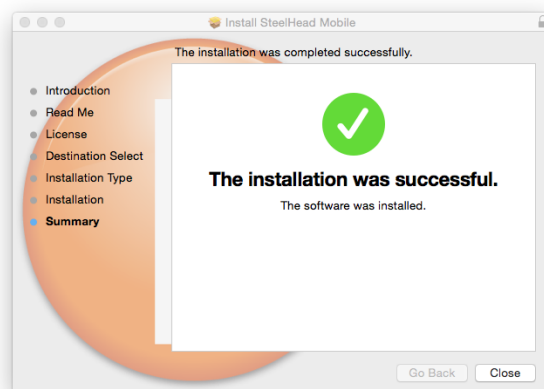 Install SteelHead Mobile
The installation was completed successfully.
Introduction
Read Me
License
Destination Select
Installation Type
Installation
Summary
The installation was successful.
The software was installed.
Go Back
Close